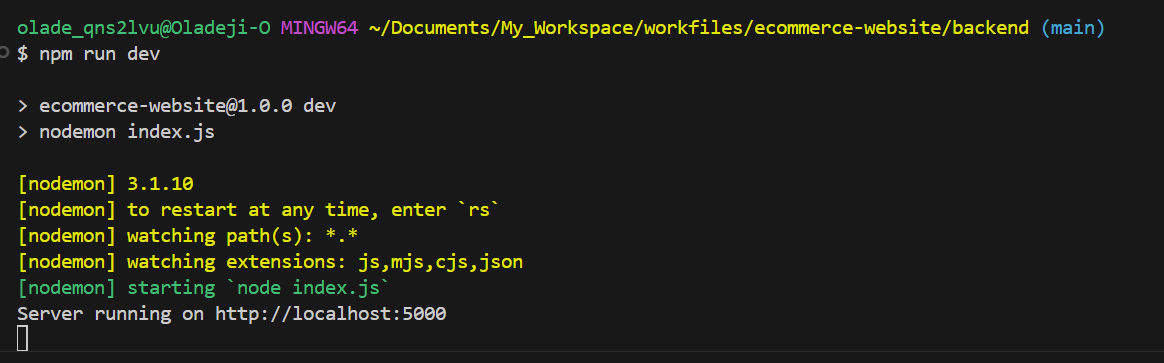 olade_qns2lvu@Oladeji-O MINGW64 ~/Documents/My_Workspace/workfiles/ecommerce-website/backend (main)
$ npm run dev
> ecommerce-website@1.0.0 dev
> nodemon index.js
[nodemon] 3.1.10
[nodemon] to restart at any time, enter `rs`
[nodemon] watching path(s): *.*
[nodemon] watching extensions: js,mjs,cjs,json
[nodemon] starting `node index.js`
Server running on http://localhost:5000